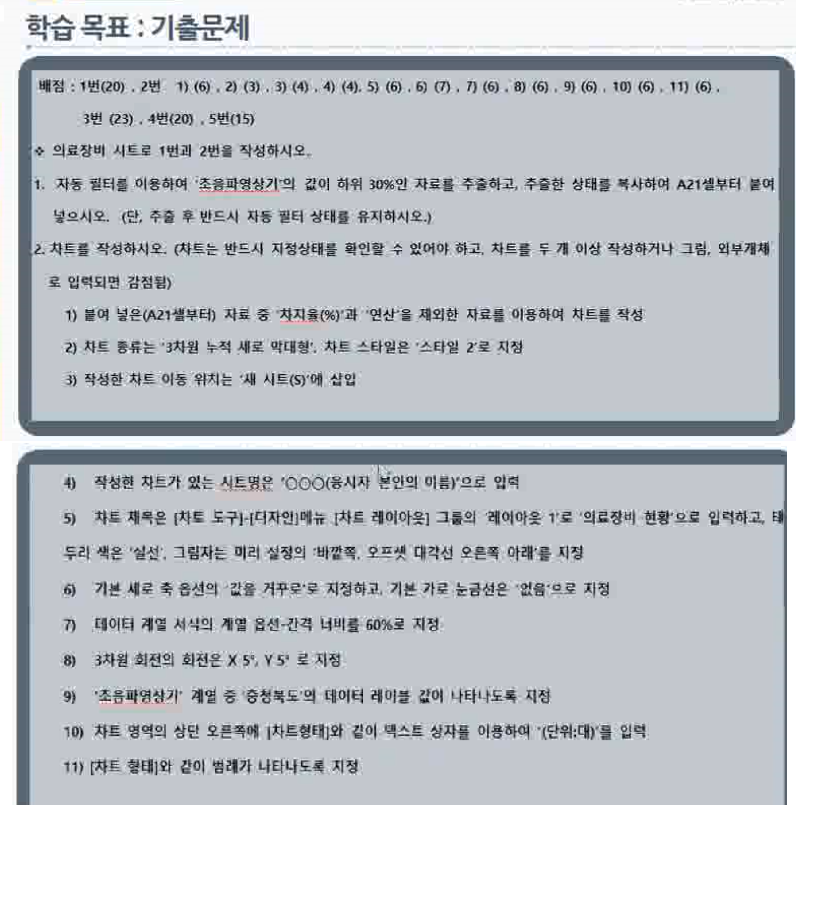 학습 목표 : 기출문제
배점 : 1번(20) , 2번 1) (6) , 2) (3) , 3) (4) , 4) (4), 5) (6) , 6) (7) , 7) (6) , 8) (6) , 9) (6) , 10) (6) , 11) (6) ,
3번 (23) , 4번(20) , 5번(15)
❖ 의료장비 시트로 1번과 2번을 작성하시오.
1. 자동 필터를 이용하여 '초음파영상기'의 값이 하위 30%인 자료를 추출하고, 추출한 상태를 복사하여 A21셀부터 붙여
넣으시오. (단, 추출 후 반드시 자동 필터 상태를 유지하시오.)
2. 차트를 작성하시오. (차트는 반드시 지정상태를 확인할 수 있어야 하고, 차트를 두 개 이상 작성하거나 그림, 외부개체
로 입력되면 감점됨)
1) 붙여 넣은(A21셀부터) 자료 중 '차지율(%)'과 '연산'을 제외한 자료를 이용하여 차트를 작성
2) 차트 종류는 '3차원 누적 세로 막대형', 차트 스타일은 '스타일 2'로 지정
3) 작성한 차트 이동 위치는 '새 시트(S)'에 삽입
4) 작성한 차트가 있는 시트명은 '○○○(응시자 본인의 이름)'으로 입력
5) 차트 제목은 [차트 도구]-[디자인]메뉴 [차트 레이아웃] 그룹의 '레이아웃 1'로 '의료장비 현황'으로 입력하고, 테
두리 색은 '실선', 그림자는 미리 설정의 '바깥쪽, 오프셋 대각선 오른쪽 아래'를 지정
6) 기본 세로 축 옵션의 '값을 거꾸로'로 지정하고, 기본 가로 눈금선은 '없음'으로 지정
7) 데이터 계열 서식의 계열 옵션-간격 너비를 60%로 지정
8) 3차원 회전의 회전은 X 5°, Y 5° 로 지정
9) '초음파영상기' 계열 중 '충청북도'의 데이터 레이블 값이 나타나도록 지정
10) 차트 영역의 상단 오른쪽에 [차트형태]와 같이 텍스트 상자를 이용하여 '(단위:대)'를 입력
11) [차트 형태]와 같이 범례가 나타나도록 지정